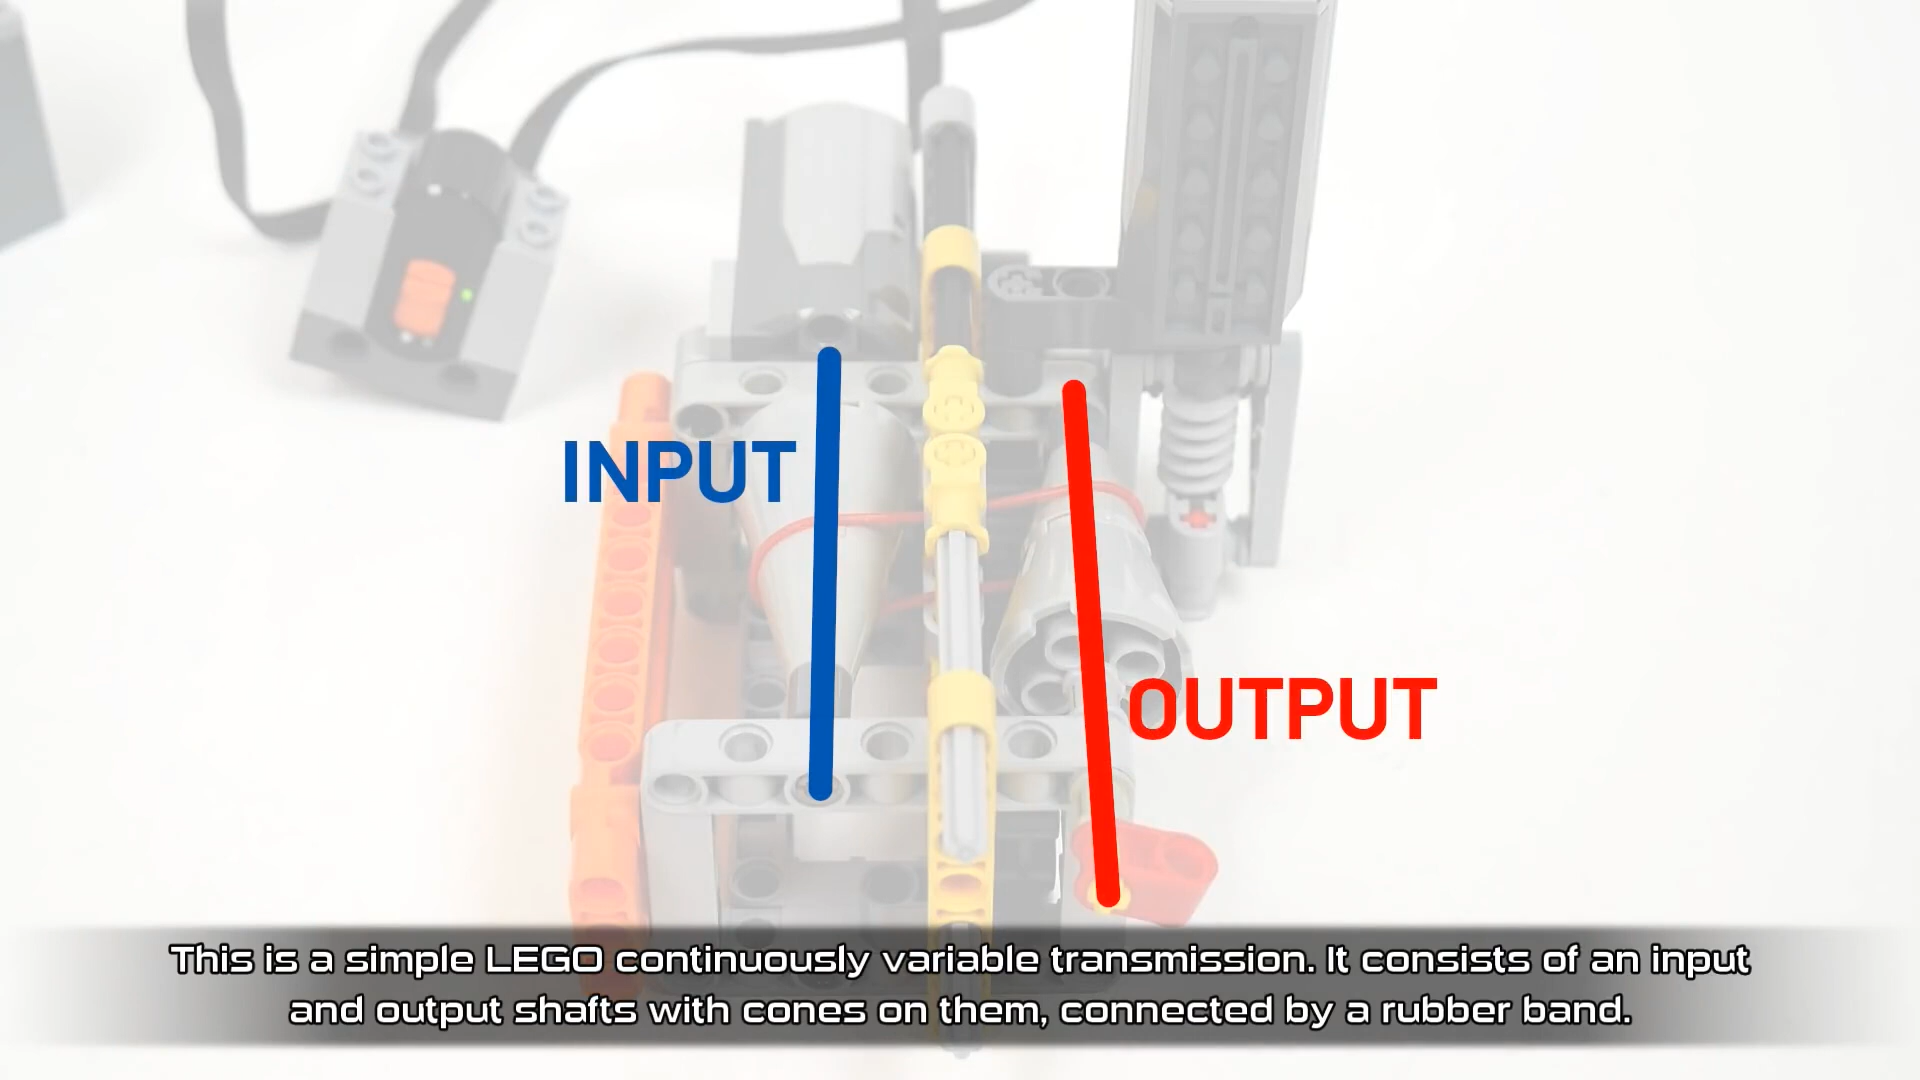 INPUT
OUTPUT
This is a simple LEGO continuously variable transmission. It consists of an input
and output shafts with cones on them, connected by a rubber band.